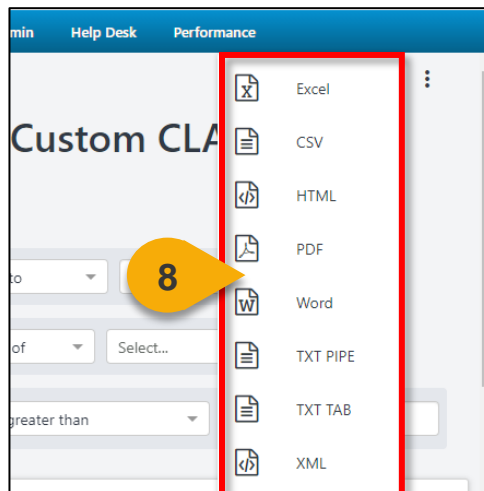 min Help Desk Performance
Excel
Custom CLA
CSV
HTML
PDF
to
8
Word
of Select...
TXT PIPE
TXT TAB
greater than
XML